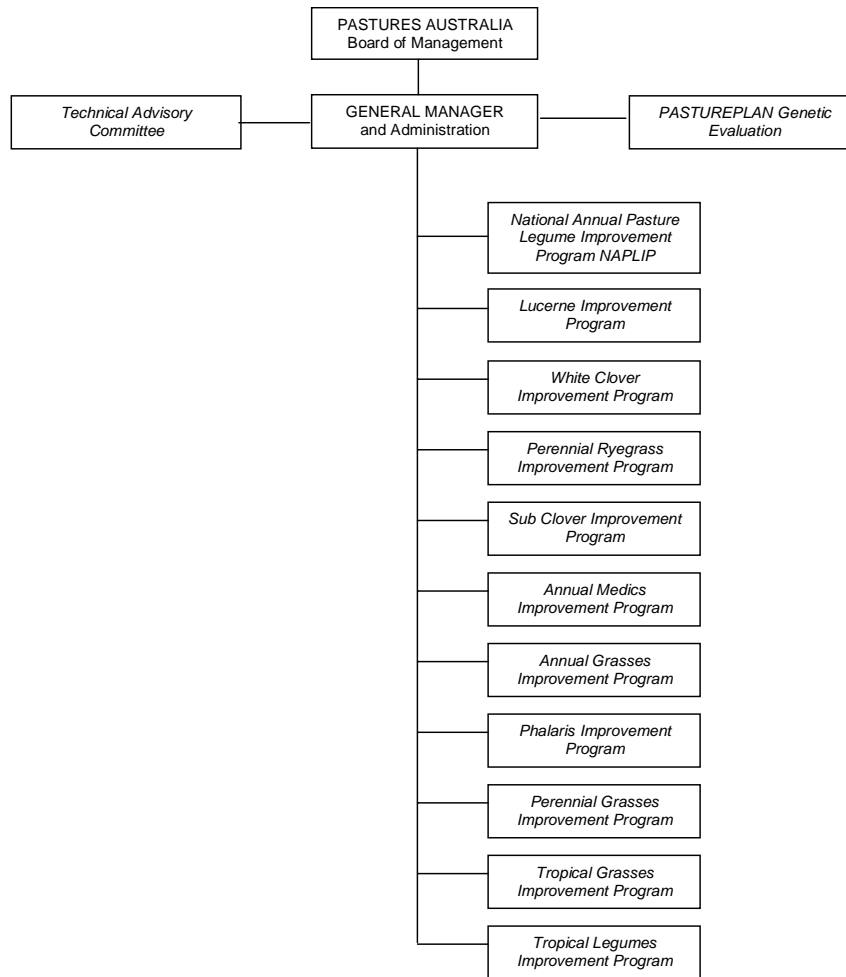 PASTURES AUSTRALIA
Board of Management
Technical Advisory
Committee
GENERAL MANAGER
and Administration
PASTUREPLAN Genetic
Evaluation
National Annual Pasture
Legume Improvement
Program NAPLIP
Lucerne Improvement
Program
White Clover
Improvement Program
Perennial Ryegrass
Improvement Program
Sub Clover Improvement
Program
Annual Medics
Improvement Program
Annual Grasses
Improvement Program
Phalaris Improvement
Program
Perennial Grasses
Improvement Program
Tropical Grasses
Improvement Program
Tropical Legumes
Improvement Program